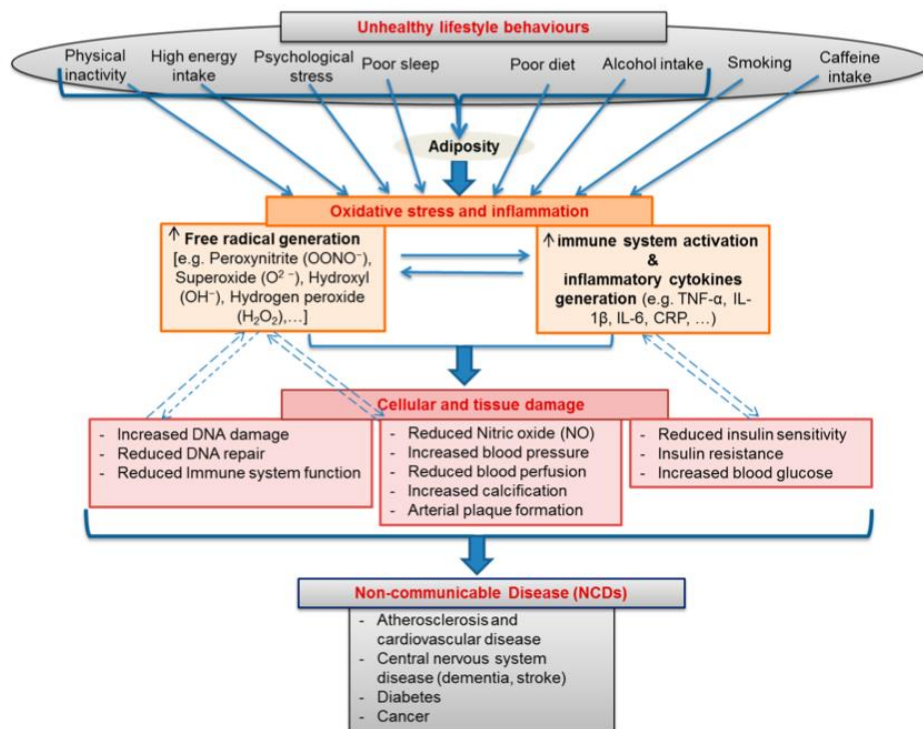 Unhealthy lifestyle behaviours
Physical inactivity
High energy intake
Psychological stress
Poor sleep
Poor diet
Alcohol intake
Smoking
Caffeine intake
Adiposity
Oxidative stress and inflammation
↑ Free radical generation
[e.g. Peroxynitrite (OONO⁻),
Superoxide (O²⁻), Hydroxyl
(OH⁻), Hydrogen peroxide
(H₂O₂),…]
↑ immune system activation
&
inflammatory cytokines
generation (e.g. TNF-α, IL-
1β, IL-6, CRP, …)
Cellular and tissue damage
- Increased DNA damage
- Reduced DNA repair
- Reduced Immune system function
- Reduced Nitric oxide (NO)
- Increased blood pressure
- Reduced blood perfusion
- Increased calcification
- Arterial plaque formation
- Reduced insulin sensitivity
- Insulin resistance
- Increased blood glucose
Non-communicable Disease (NCDs)
- Atherosclerosis and
cardiovascular disease
- Central nervous system
disease (dementia, stroke)
- Diabetes
- Cancer